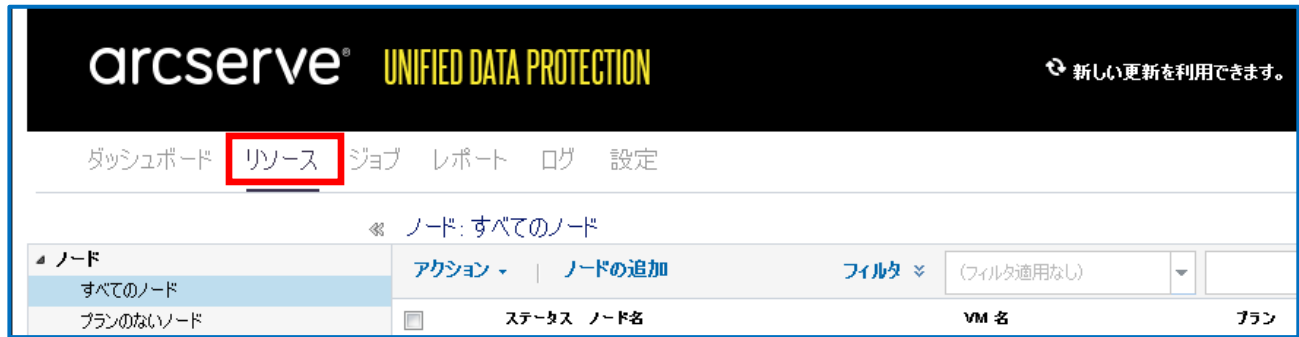 arcserve® UNIFIED DATA PROTECTION
新しい更新を利用できます。
ダッシュボード リソース ジョブ レポート ログ 設定
ノード: すべてのノード
ノード
アクション ノードの追加 フィルタ (フィルタ適用なし)
すべてのノード
プランのないノード
ステータス ノード名 VM 名 プラン